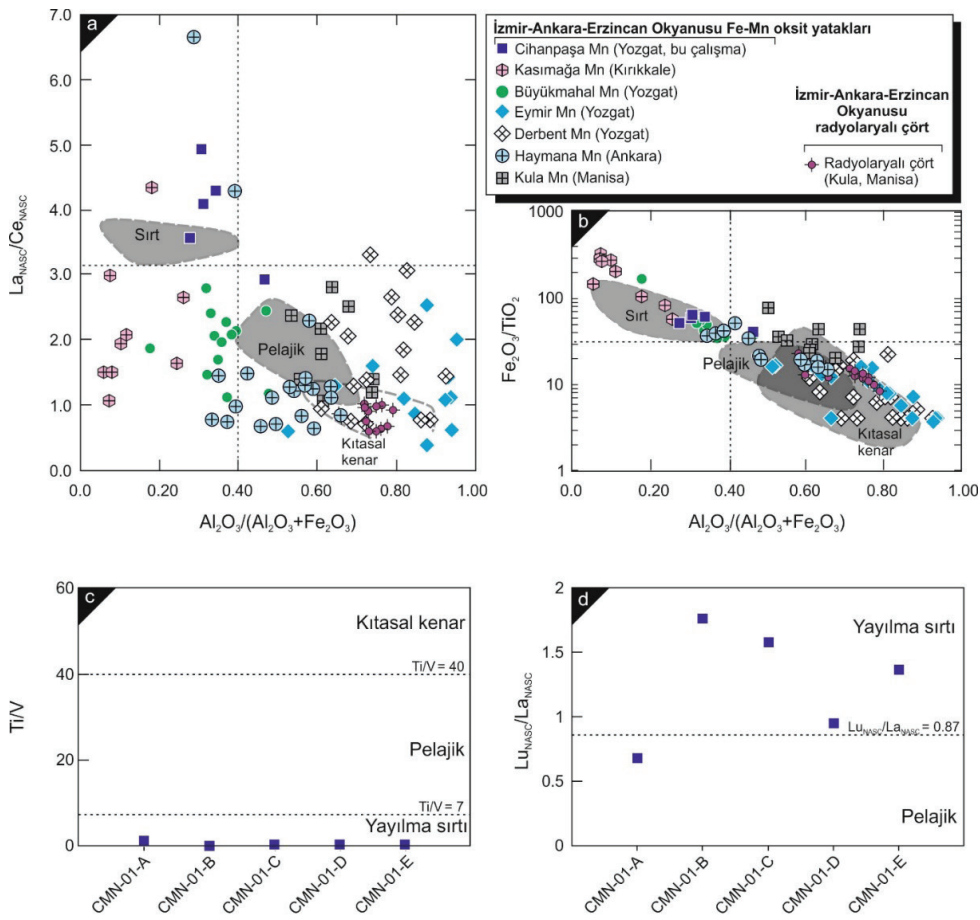 a
7.0
6.0
5.0
4.0
3.0
2.0
1.0
0.0
La_NASC/Ce_NASC
Sırt
Pelajik
Kıtasal
kenar
0 0.20 0.40 0.60 0.80 1.00
Al₂O₃/(Al₂O₃+Fe₂O₃)
İzmir-Ankara-Erzincan Okyanusu Fe-Mn oksit yatakları
Cihanpaşa Mn (Yozgat, bu çalışma)
Kasımağa Mn (Kırıkkale)
Büyükmahal Mn (Yozgat)
Eymir Mn (Yozgat)
Derbent Mn (Yozgat)
Haymana Mn (Ankara)
Kula Mn (Manisa)
İzmir-Ankara-Erzincan
Okyanusu
radyolaryalı çört
Radyolaryalı çört
(Kula, Manisa)
b
1000
100
10
1
Fe₂O₃/TiO₂
Sırt
Pelajik
Kıtasal
kenar
0.0 0.20 0.40 0.60 0.80 1.00
Al₂O₃/(Al₂O₃+Fe₂O₃)
c
60
40
20
0
Ti/V
Kıtasal kenar
Ti/V = 40
Pelajik
Ti/V = 7
Yayılma sırtı
CMN-01-A
CMN-01-B
CMN-01-C
CMN-01-D
CMN-01-E
d
2
1.5
1
0.5
0
Lu_NASC/La_NASC
Yayılma sırtı
Lu_NASC/La_NASC = 0.87
Pelajik
CMN-01-A
CMN-01-B
CMN-01-C
CMN-01-D
CMN-01-E